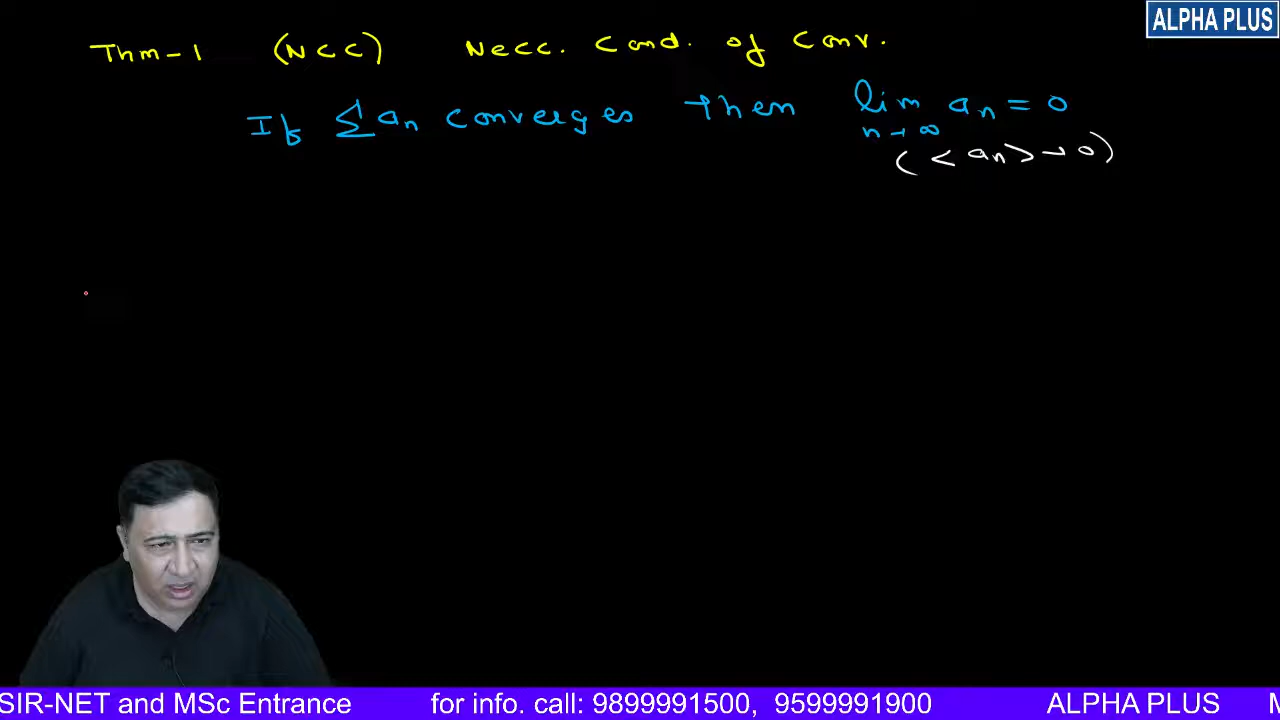 ALPHA PLUS
Thm-1 (NCC) Necc. Cond. of Conv.
If Σan converges then lim an = 0
n→∞
(<an>→0)
SIR-NET and MSc Entrance for info. call: 9899991500, 9599991900 ALPHA PLUS